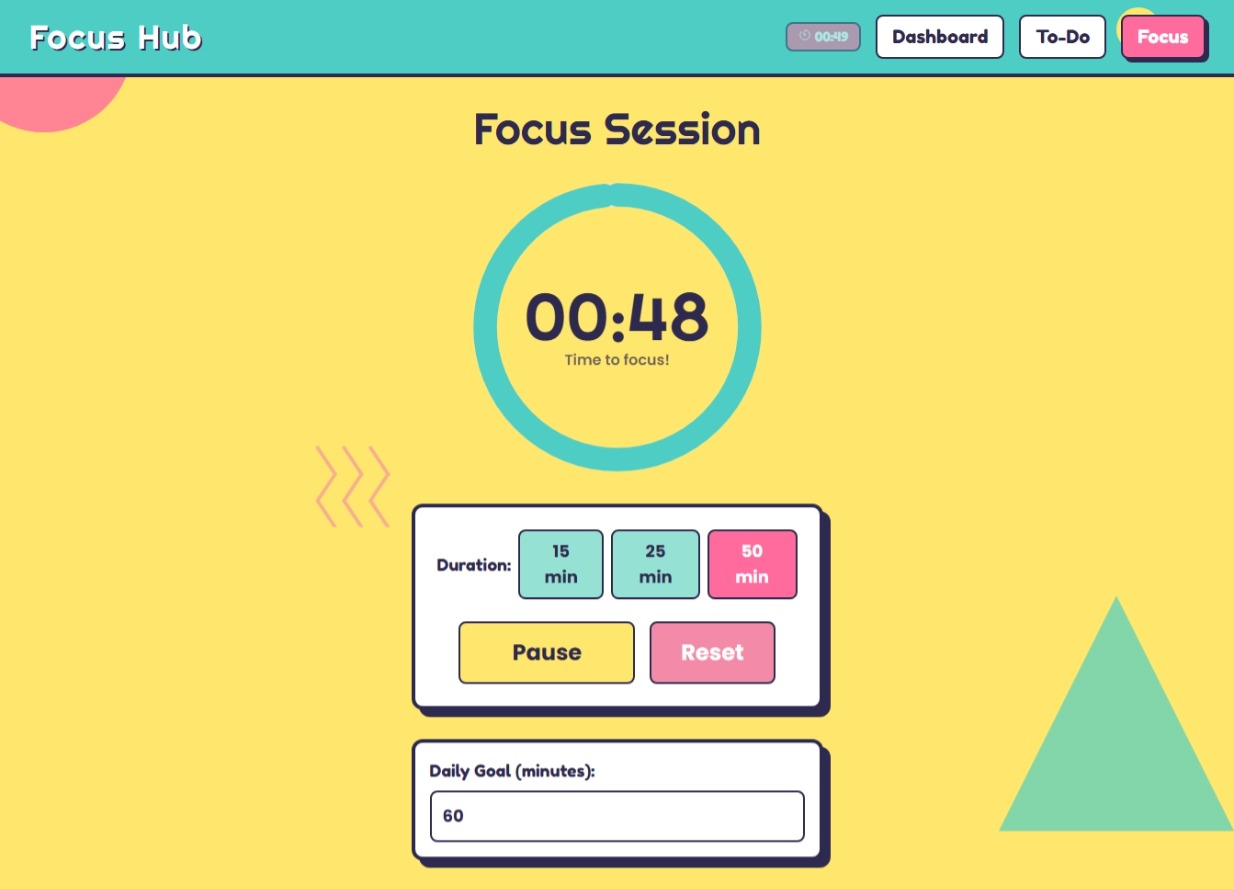 Focus Hub
00:49
Dashboard
To-Do
Focus
Focus Session
00:48
Time to focus!
Duration:
15
min
25
min
50
min
Pause
Reset
Daily Goal (minutes):
60